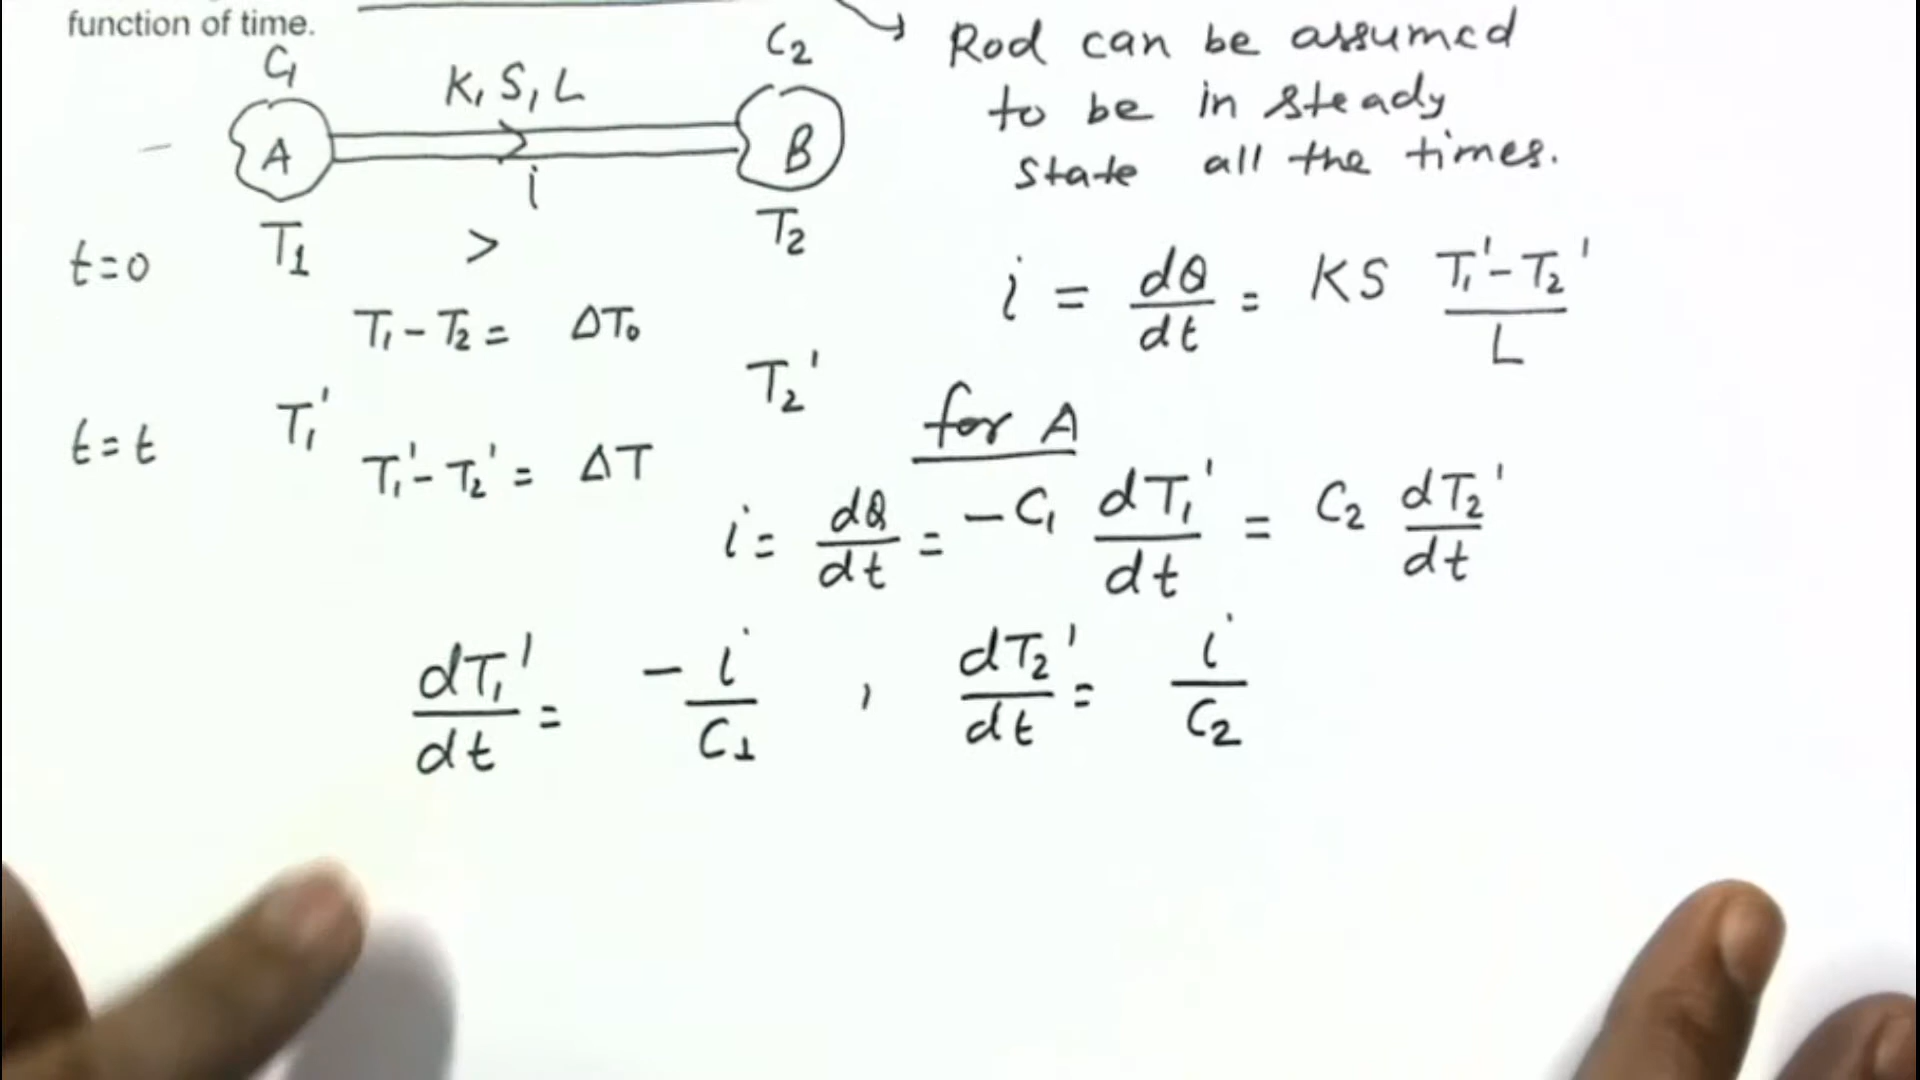 function of time.
C₁
C₂
K, S, L
A
B
i
T₁ > T₂
t=0
T₁ - T₂ = ΔT₀
t=t
T₁'
T₂'
T₁' - T₂' = ΔT
Rod can be assumed
to be in steady
state all the times.
i = dQ/dt = KS (T₁' - T₂')/L
for A
i = dQ/dt = -C₁ dT₁'/dt = C₂ dT₂'/dt
dT₁'/dt = -i/C₁ , dT₂'/dt = i/C₂